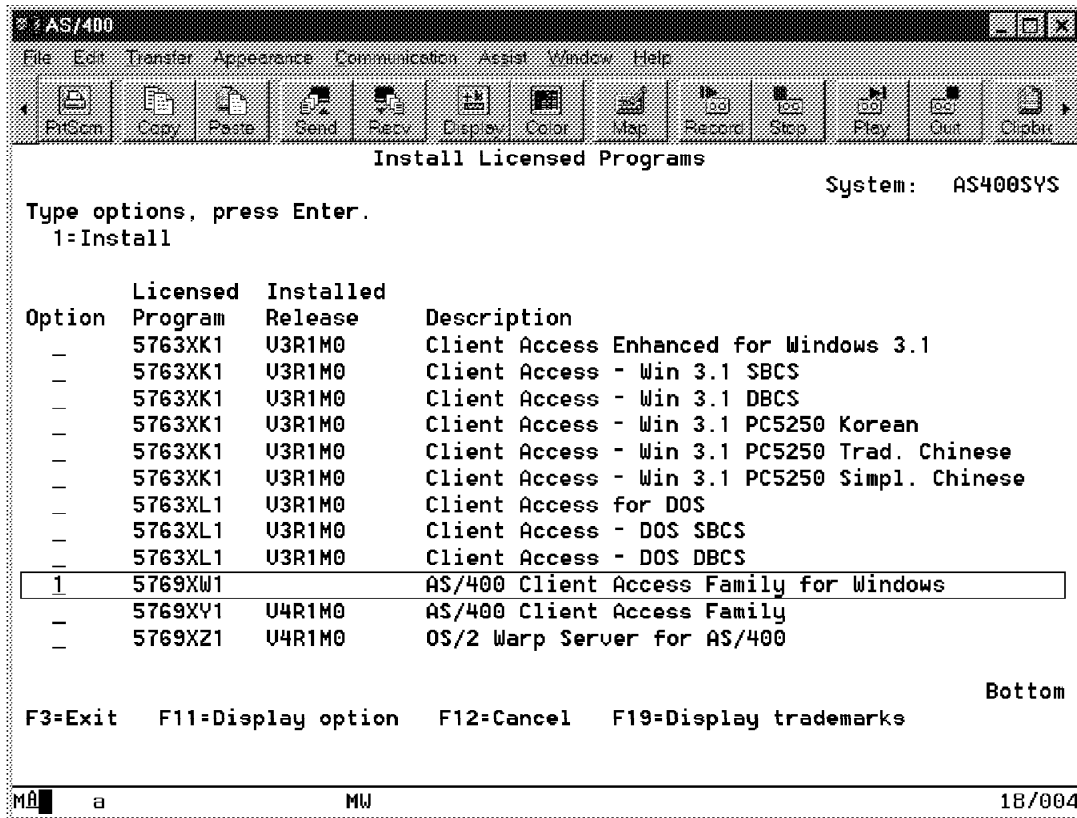 AS/400
File Edit Transfer Appearance Communication Assist Window Help
PrtScrn Copy Paste Send Recv Display Color Map Record Stop Play Quit Clipbrd
Install Licensed Programs
System: AS400SYS
Type options, press Enter.
1=Install
Licensed Installed
Option Program Release Description
_ 5763XK1 V3R1M0 Client Access Enhanced for Windows 3.1
_ 5763XK1 V3R1M0 Client Access - Win 3.1 SBCS
_ 5763XK1 V3R1M0 Client Access - Win 3.1 DBCS
_ 5763XK1 V3R1M0 Client Access - Win 3.1 PC5250 Korean
_ 5763XK1 V3R1M0 Client Access - Win 3.1 PC5250 Trad. Chinese
_ 5763XK1 V3R1M0 Client Access - Win 3.1 PC5250 Simpl. Chinese
_ 5763XL1 V3R1M0 Client Access for DOS
_ 5763XL1 V3R1M0 Client Access - DOS SBCS
_ 5763XL1 V3R1M0 Client Access - DOS DBCS
1 5769XW1 AS/400 Client Access Family for Windows
_ 5769XY1 V4R1M0 AS/400 Client Access Family
_ 5769XZ1 V4R1M0 OS/2 Warp Server for AS/400
Bottom
F3=Exit F11=Display option F12=Cancel F19=Display trademarks
MA a MW 18/004